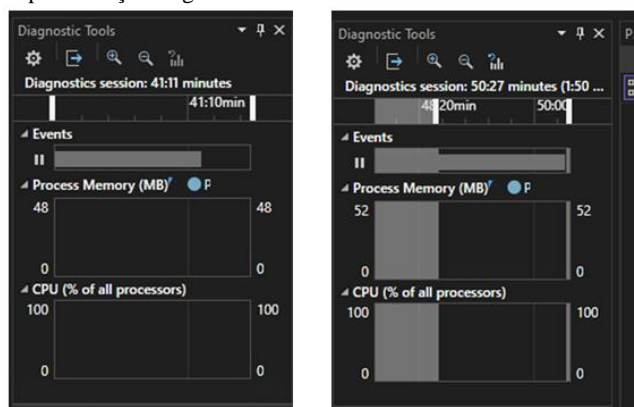 Diagnostic Tools
Diagnostics session: 41:11 minutes
41:10min
Events
Process Memory (MB)
P
48
48
0
0
CPU (% of all processors)
100
100
0
0
Diagnostic Tools
Diagnostics session: 50:27 minutes (1:50 ...
48
20min
50:00
Events
Process Memory (MB)
P
52
52
0
0
CPU (% of all processors)
100
100
0
0
P